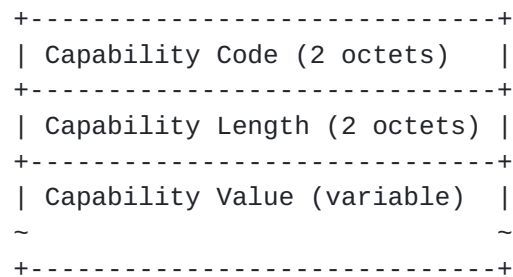 +------------------------------+
| Capability Code (2 octets)   |
+------------------------------+
| Capability Length (2 octets) |
+------------------------------+
| Capability Value (variable)  |
~                              ~
+------------------------------+